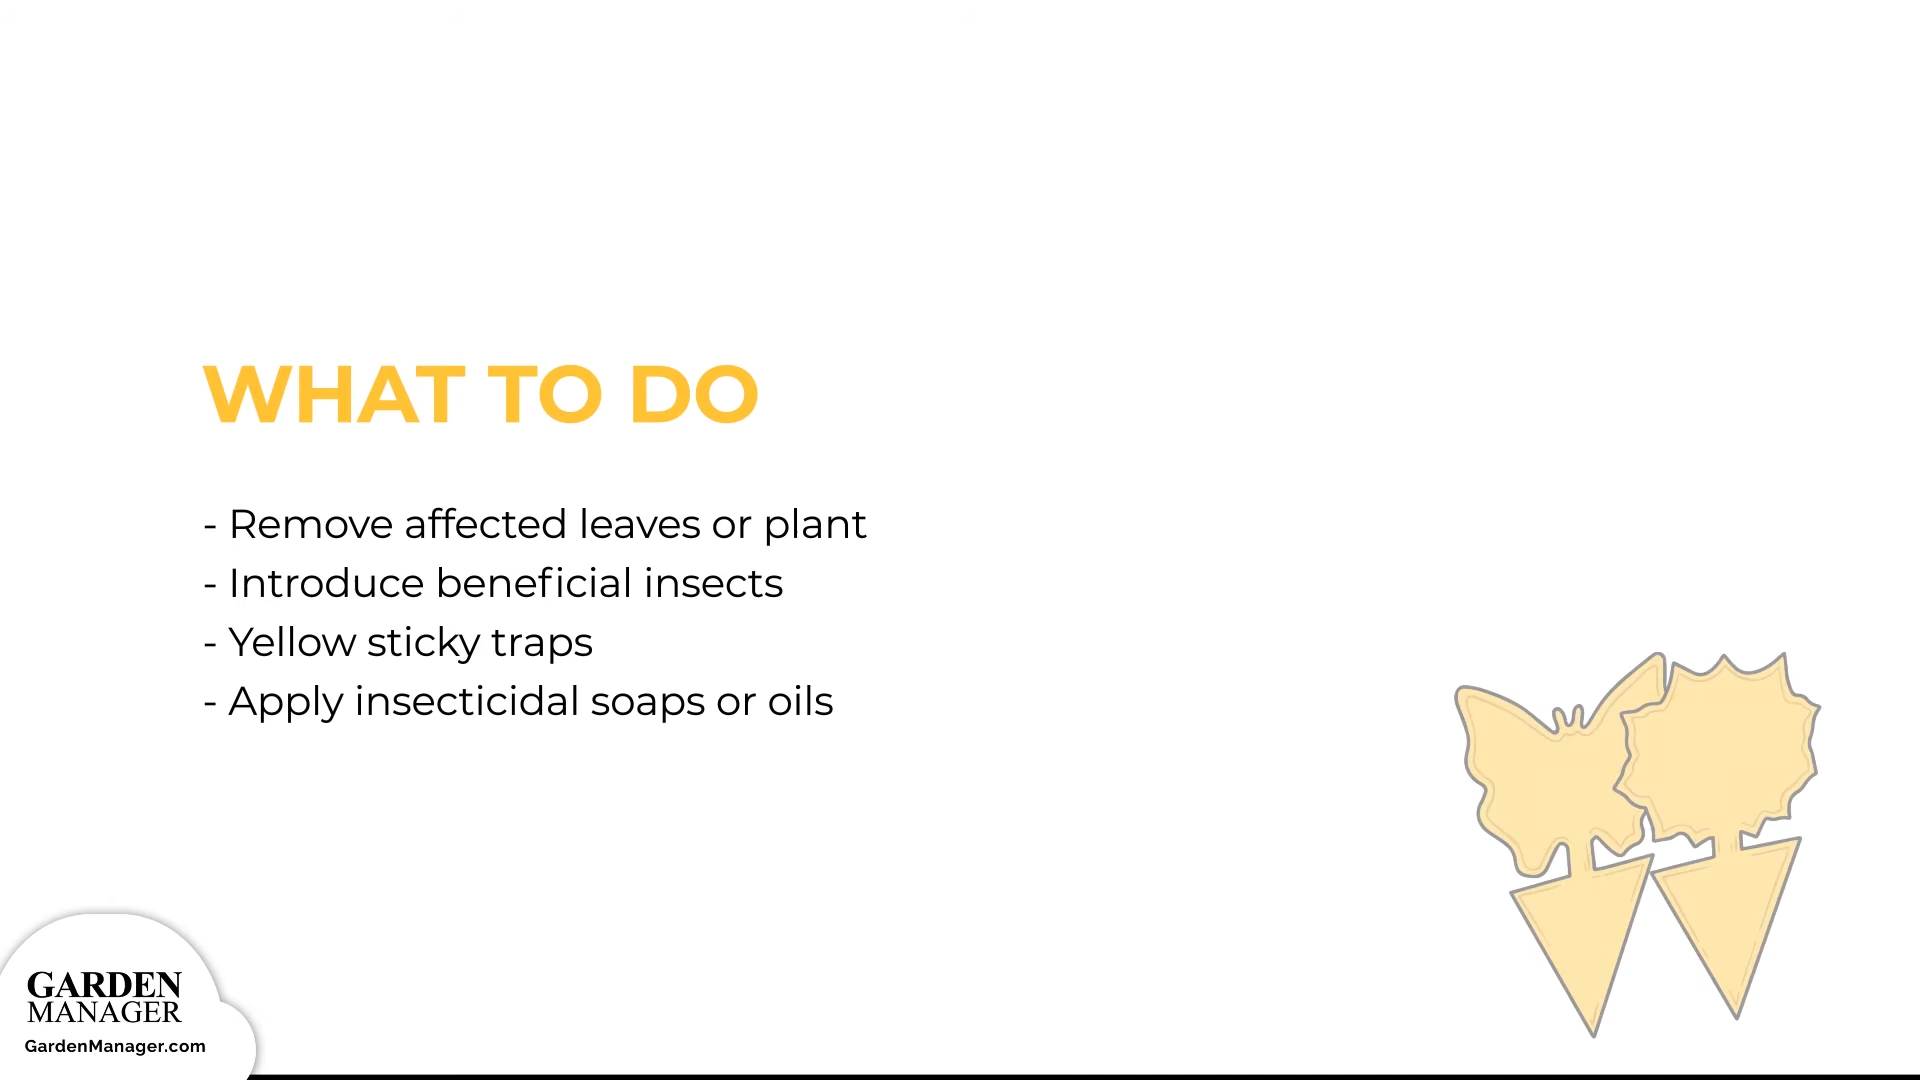 WHAT TO DO
- Remove affected leaves or plant
- Introduce beneficial insects
- Yellow sticky traps
- Apply insecticidal soaps or oils
GARDEN
MANAGER
GardenManager.com